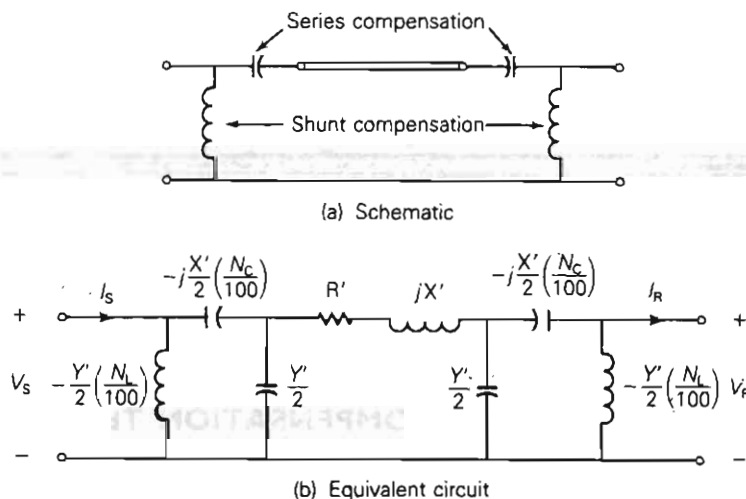 Series compensation
Shunt compensation
(a) Schematic
-j X'/2 (N_C/100)
-j X'/2 (N_C/100)
I_S
R'
jX'
I_R
+
+
V_S
-Y'/2 (N_L/100)
Y'/2
Y'/2
-Y'/2 (N_L/100)
-
-
(b) Equivalent circuit